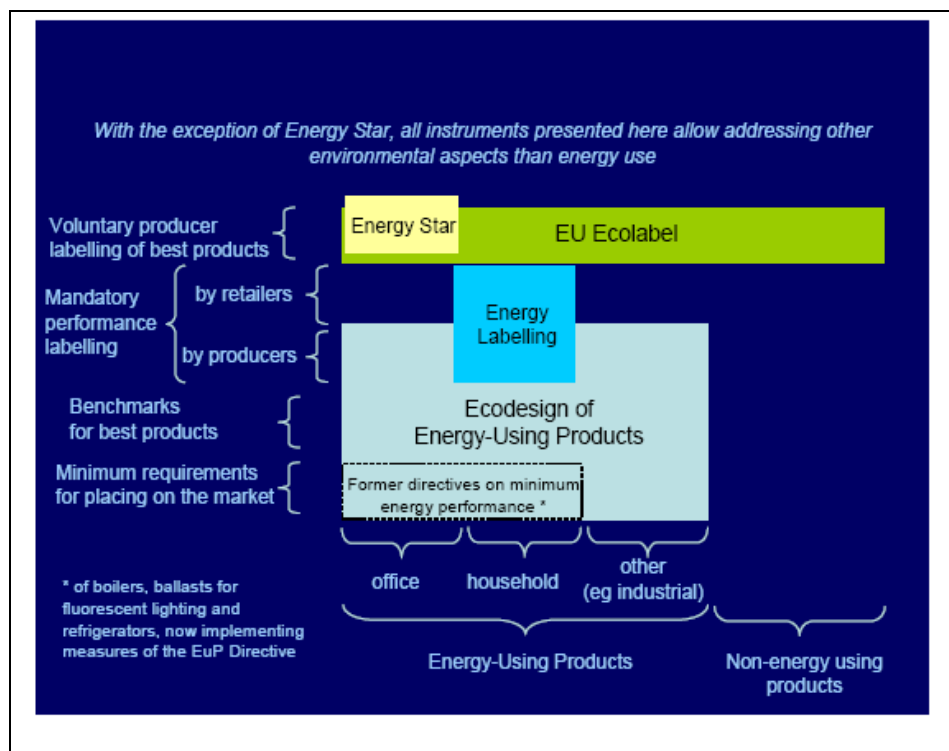 With the exception of Energy Star, all instruments presented here allow addressing other
environmental aspects than energy use
Voluntary producer
labelling of best products
Energy Star
EU Ecolabel
Mandatory
performance
labelling
by retailers
by producers
Energy
Labelling
Benchmarks
for best products
Ecodesign of
Energy-Using Products
Minimum requirements
for placing on the market
Former directives on minimum
energy performance *
office
household
other
(eg industrial)
* of boilers, ballasts for
fluorescent lighting and
refrigerators, now implementing
measures of the EuP Directive
Energy-Using Products
Non-energy using
products